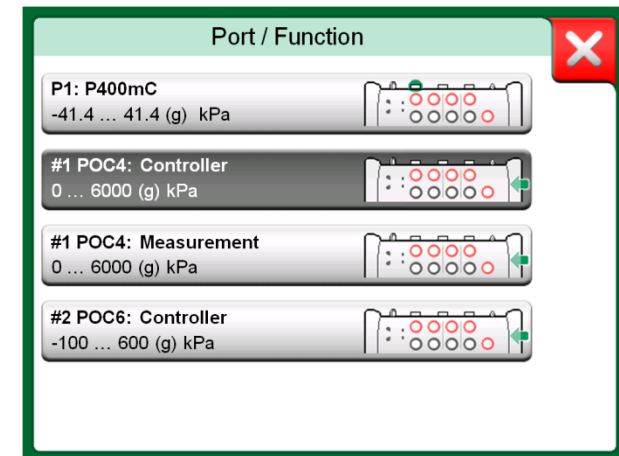 Port / Function
P1: P400mC
-41.4 ... 41.4 (g) kPa
#1 POC4: Controller
0 ... 6000 (g) kPa
#1 POC4: Measurement
0 ... 6000 (g) kPa
#2 POC6: Controller
-100 ... 600 (g) kPa